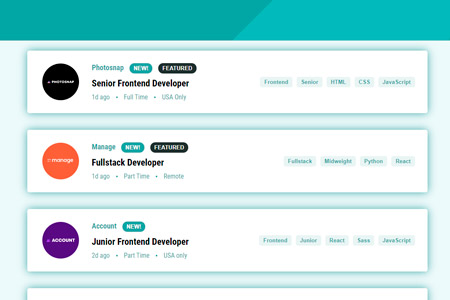 PHOTOSNAP
Photosnap NEW! FEATURED
Senior Frontend Developer
1d ago • Full Time • USA Only
Frontend Senior HTML CSS JavaScript
manage
Manage NEW! FEATURED
Fullstack Developer
1d ago • Part Time • Remote
Fullstack Midweight Python React
ACCOUNT
Account NEW!
Junior Frontend Developer
2d ago • Part Time • USA only
Frontend Junior React Sass JavaScript